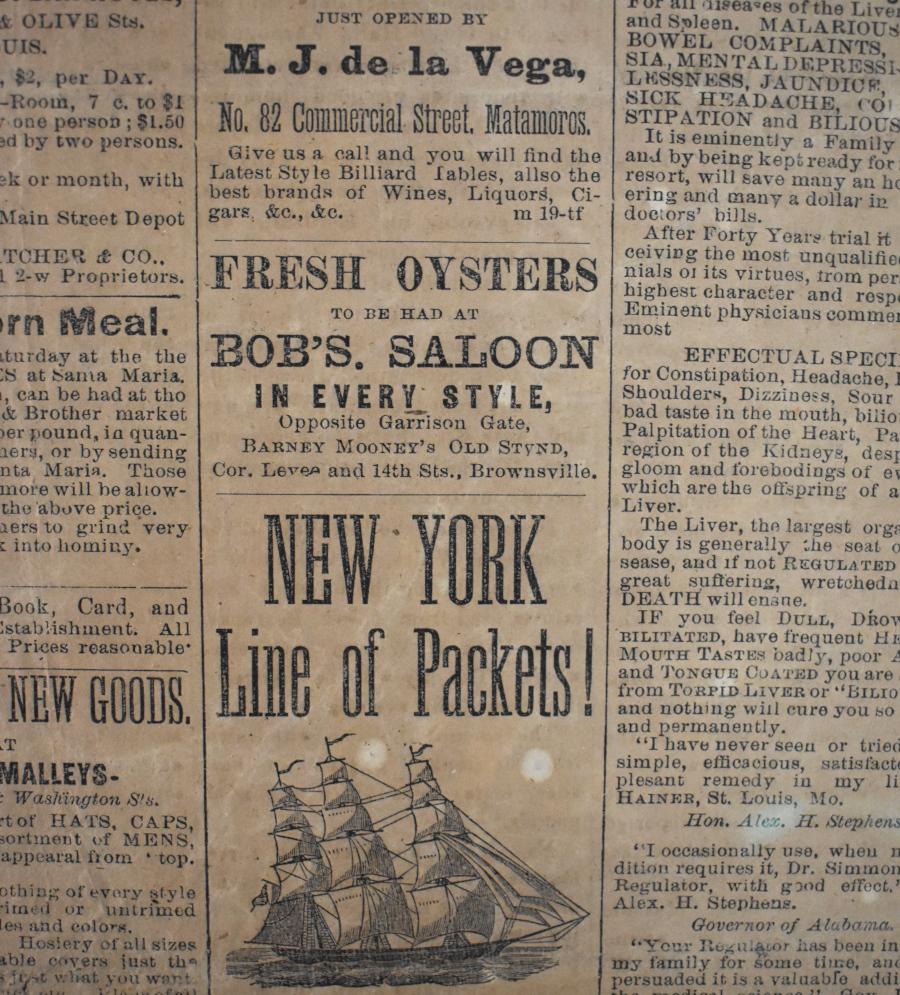 & OLIVE Sts.
UIS.
, $2, per DAY.
-Room, 7 c. to $1
one person; $1.50
ed by two persons.
ek or month, with
Main Street Depot
ATCHER & CO.,
1 2-w Proprietors.
orn Meal.
aturday at the the
ES at Santa Maria.
, can be had at tho
& Brother market
per pound, in quan-
ners, or by sending
nta Maria. Those
more will be allow-
the above price.
ners to grind very
k into hominy.
Book, Card, and
Establishment. All
Prices reasonable
NEW GOODS.
AT
MALLEYS-
Washington Sts.
rt of HATS, CAPS,
sortment of MENS,
appearal from top.
othing of every style
rimed or untrimed
les and colors.
Hosiery of all sizes
able covers just the
s just what you want
JUST OPENED BY
M. J. de la Vega,
No. 82 Commercial Street. Matamoros.
Give us a call and you will find the
Latest Style Billiard Tables, allso the
best brands of Wines, Liquors, Ci-
gars, &c., &c. m 19-tf
FRESH OYSTERS
TO BE HAD AT
BOB'S. SALOON
IN EVERY STYLE,
Opposite Garrison Gate,
BARNEY MOONEY'S OLD STYND,
Cor. Levee and 14th Sts., Brownsville.
NEW YORK
Line of Packets!
For all diseases of the Live
and Spleen. MALARIOUS
BOWEL COMPLAINTS,
SIA, MENTAL DEPRESSI
LESSNESS, JAUNDICE,
SICK HEADACHE, CO
STIPATION and BILIOUS
It is eminently a Family
and by being kept ready for
resort, will save many an ho
ering and many a dollar in
doctors' bills.
After Forty Years trial it
ceiving the most unqualifie
nials of its virtues, from per
highest character and resp
Eminent physicians comme
most
EFFECTUAL SPECI
for Constipation, Headache,
Shoulders, Dizziness, Sour
bad taste in the mouth, bilio
Palpitation of the Heart, Pa
region of the Kidneys, desp
gloom and forebodings of ev
which are the offspring of a
Liver.
The Liver, the largest orga
body is generally the seat o
sease, and if not REGULATED
great suffering, wretchedn
DEATH will ensne.
IF you feel DULL, DROW
BILITATED, have frequent HE
MOUTH TASTES badly, poor A
and TONGUE COATED you are
from TORPID LIVER or "BILIO
and nothing will cure you so
and permanently.
"I have never seen or tried
simple, efficacious, satisfact
plesant remedy in my li
HAINER, St. Louis, Mo.
Hon. Alex. H. Stephens
"I occasionally use, when m
dition requires it, Dr. Simmon
Regulator, with good effect."
Alex. H. Stephens.
Governor of Alabama.
"Your Regulator has been in
my family for some time, and
persuaded it is a valuable addi